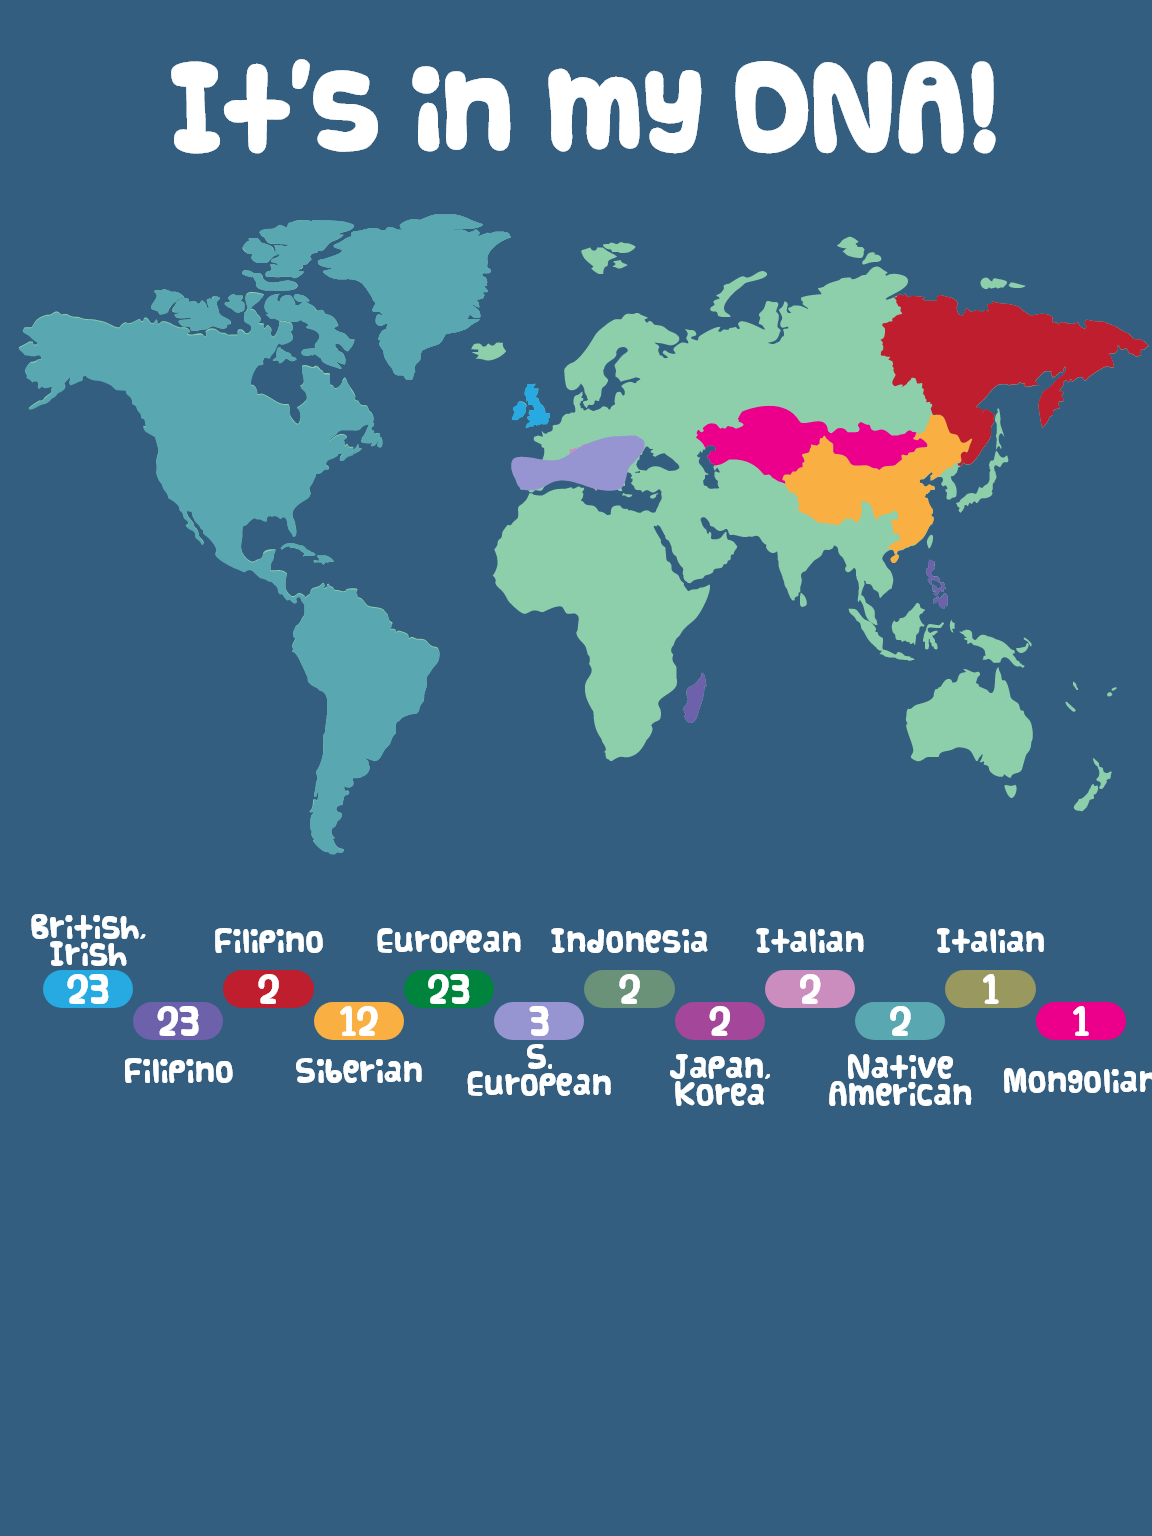 It's in my DNA!
British,
Irish
Filipino
European
Indonesia
Italian
Italian
23
2
23
2
2
1
23
12
3
2
2
1
Filipino
Siberian
S.
European
Japan,
Korea
Native
American
Mongolian